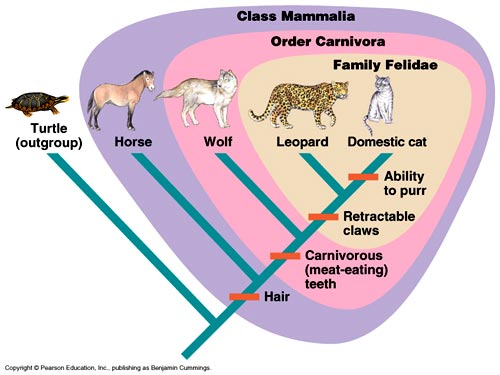 Class Mammalia
Order Carnivora
Family Felidae
Turtle
(outgroup)
Horse
Wolf
Leopard
Domestic cat
Ability
to purr
Retractable
claws
Carnivorous
(meat-eating)
teeth
Hair
Copyright © Pearson Education, Inc., publishing as Benjamin Cummings.